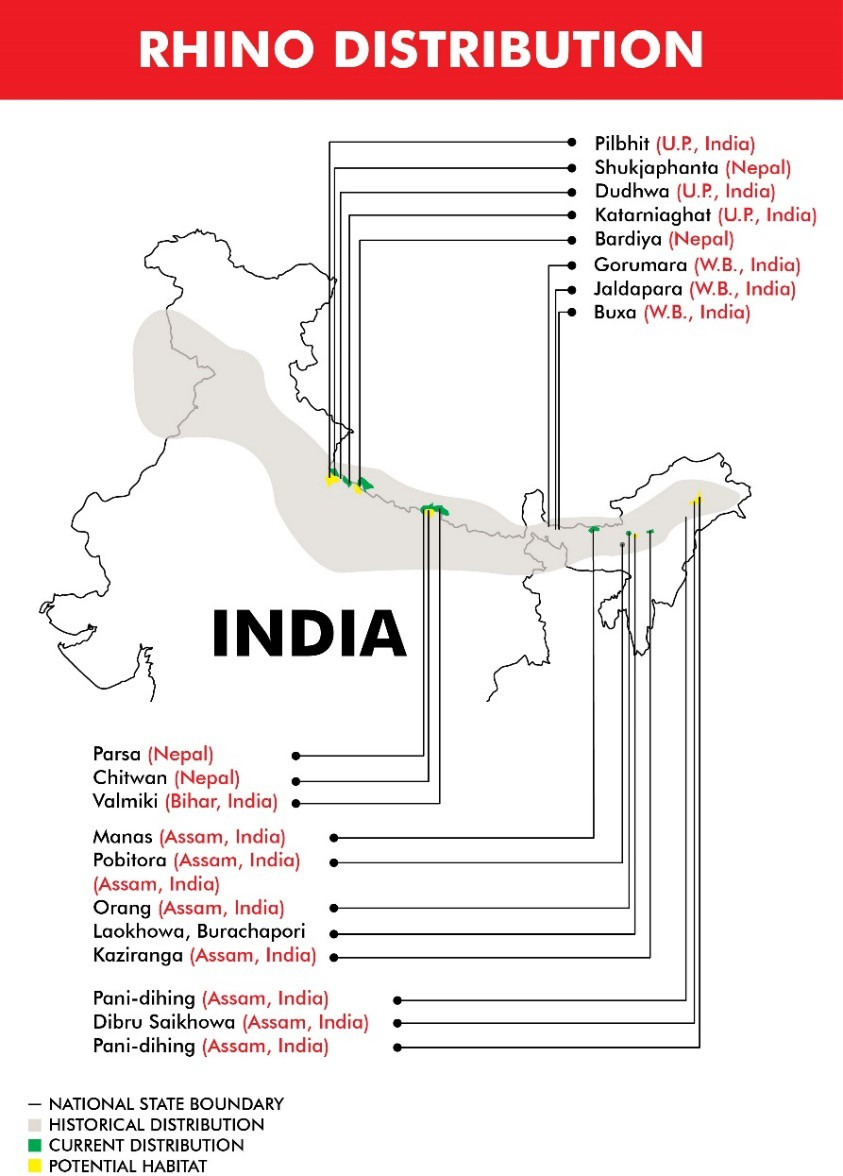 RHINO DISTRIBUTION
Pilbhit (U.P., India)
Shukjaphanta (Nepal)
Dudhwa (U.P., India)
Katarniaghat (U.P., India)
Bardiya (Nepal)
Gorumara (W.B., India)
Jaldapara (W.B., India)
Buxa (W.B., India)
INDIA
Parsa (Nepal)
Chitwan (Nepal)
Valmiki (Bihar, India)
Manas (Assam, India)
Pobitora (Assam, India)
(Assam, India)
Orang (Assam, India)
Laokhowa, Burachapori
Kaziranga (Assam, India)
Pani-dihing (Assam, India)
Dibru Saikhowa (Assam, India)
Pani-dihing (Assam, India)
NATIONAL STATE BOUNDARY
HISTORICAL DISTRIBUTION
CURRENT DISTRIBUTION
POTENTIAL HABITAT